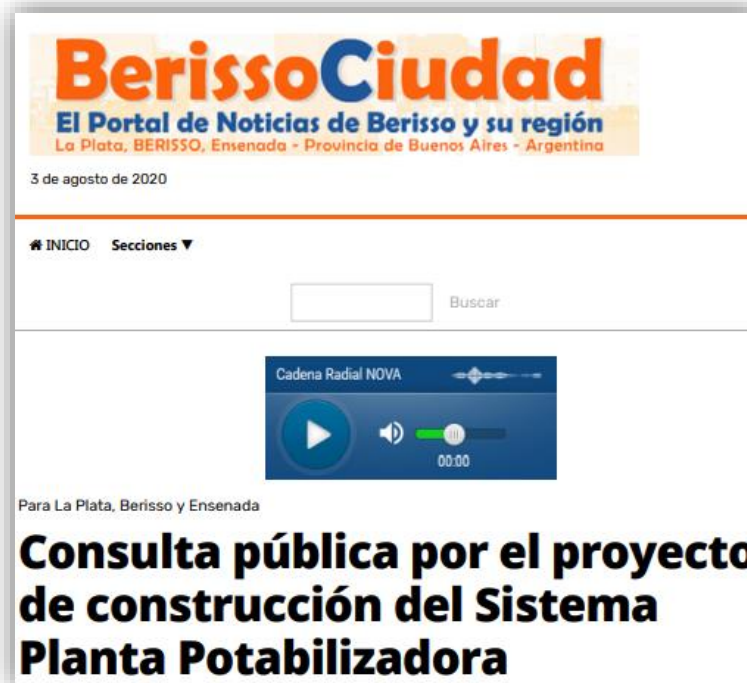 BerissoCiudad
El Portal de Noticias de Berisso y su región
La Plata, BERISSO, Ensenada - Provincia de Buenos Aires - Argentina
3 de agosto de 2020
INICIO Secciones ▼
Buscar
Cadena Radial NOVA
00:00
Para La Plata, Berisso y Ensenada
Consulta pública por el proyecto
de construcción del Sistema
Planta Potabilizadora